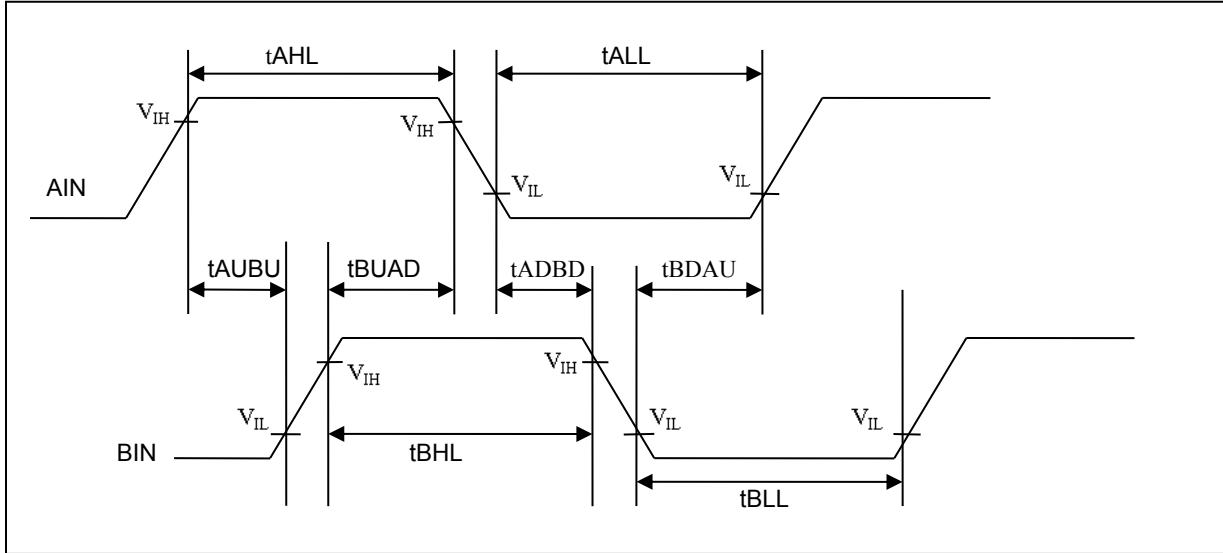 tAHL tALL
VIH VIH
AIN VIL VIL
tAUBU tBUAD tADBD tBDAU
VIH VIH
VIL VIL VIL
BIN tBHL
tBLL